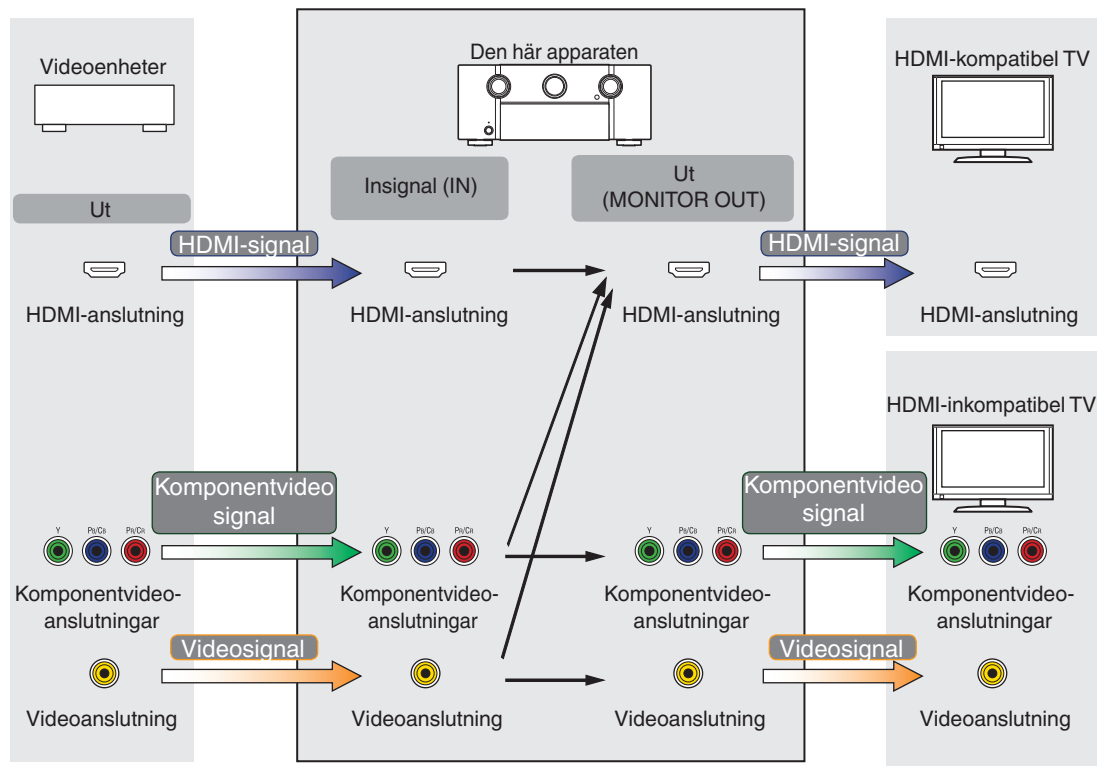 Videoenheter
Den här apparaten
HDMI-kompatibel TV
Insignal (IN)
Ut
(MONITOR OUT)
Ut
HDMI-signal
HDMI-signal
HDMI-anslutning
HDMI-anslutning
HDMI-anslutning
HDMI-anslutning
HDMI-inkompatibel TV
Komponentvideo
signal
Komponentvideo
signal
Y PB/CB PR/CR
Y PB/CB PR/CR
Y PB/CB PR/CR
Y PB/CB PR/CR
Komponentvideo-
anslutningar
Komponentvideo-
anslutningar
Komponentvideo-
anslutningar
Komponentvideo-
anslutningar
Videosignal
Videosignal
Videoanslutning
Videoanslutning
Videoanslutning
Videoanslutning